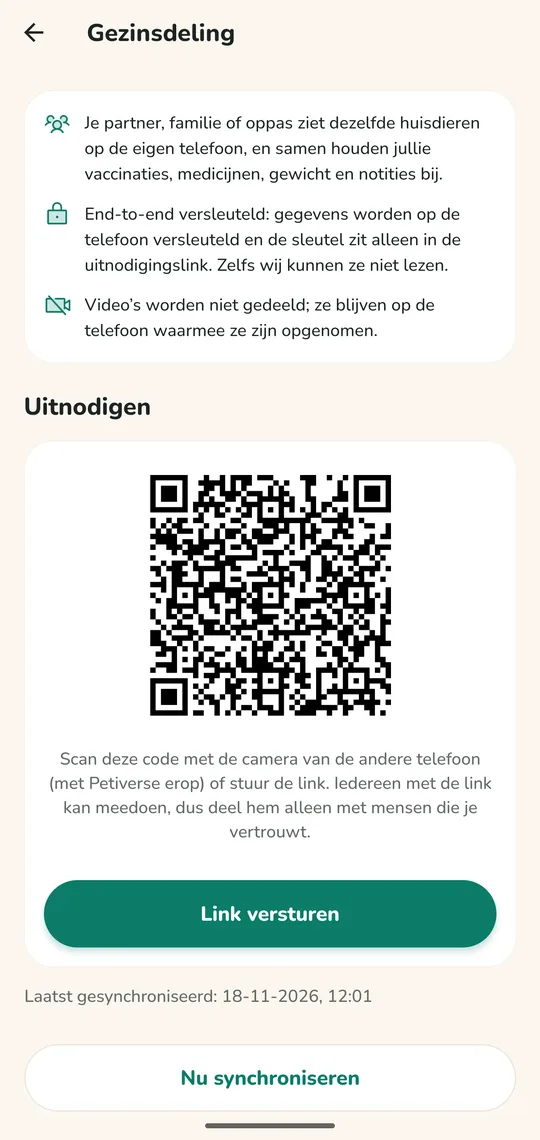 Gezinsdeling
Je partner, familie of oppas ziet dezelfde huisdieren
op de eigen telefoon, en samen houden jullie
vaccinaties, medicijnen, gewicht en notities bij.
End-to-end versleuteld: gegevens worden op de
telefoon versleuteld en de sleutel zit alleen in de
uitnodigingslink. Zelfs wij kunnen ze niet lezen.
Video’s worden niet gedeeld; ze blijven op de
telefoon waarmee ze zijn opgenomen.
Uitnodigen
Scan deze code met de camera van de andere telefoon
(met Petiverse erop) of stuur de link. Iedereen met de link
kan meedoen, dus deel hem alleen met mensen die je
vertrouwt.
Link versturen
Laatst gesynchroniseerd: 18-11-2026, 12:01
Nu synchroniseren